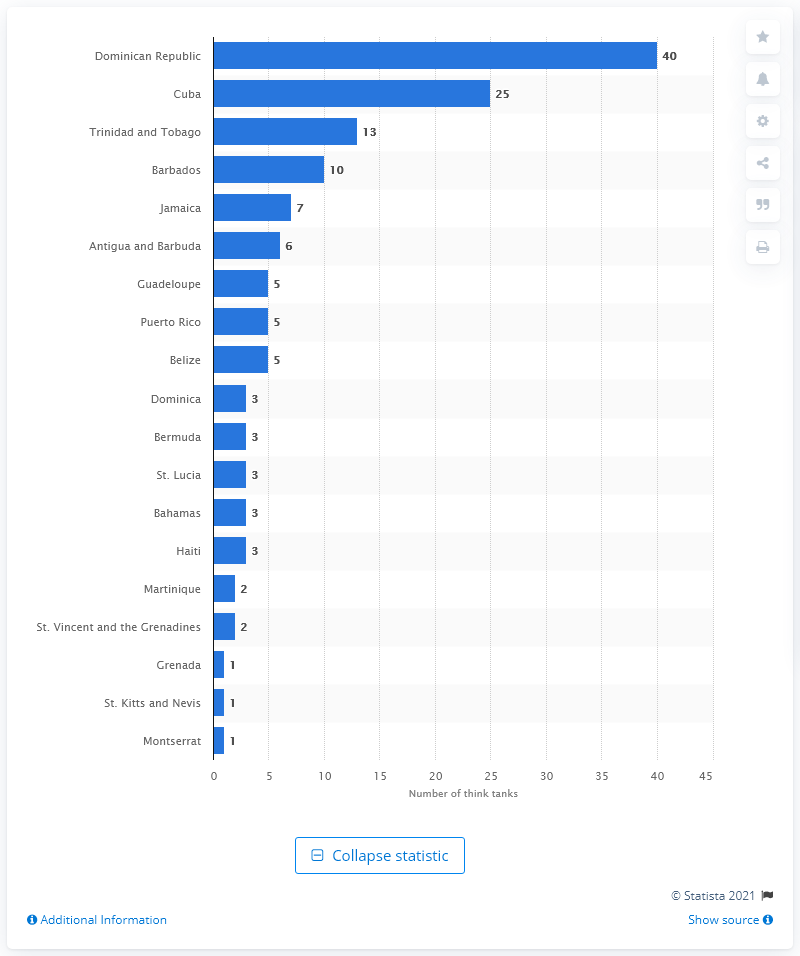 Dominican Republic 40
Cuba 25
Trinidad and Tobago 13
Barbados 10
Jamaica 7
Antigua and Barbuda 6
Guadeloupe 5
Puerto Rico 5
Belize 5
Dominica 3
Bermuda 3
St. Lucia 3
Bahamas 3
Haiti 3
Martinique 2
St. Vincent and the Grenadines 2
Grenada 1
St. Kitts and Nevis 1
Montserrat 1
0 5 10 15 20 25 30 35 40 45
Number of think tanks
Collapse statistic
© Statista 2021
Additional Information
Show source